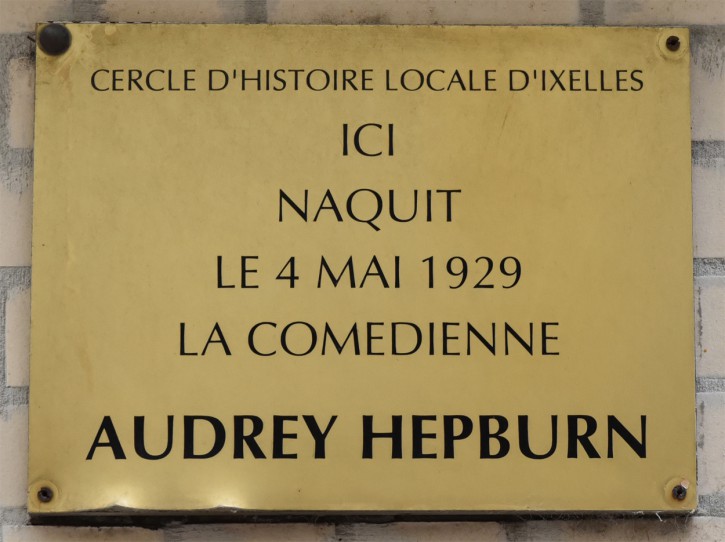 CERCLE D'HISTOIRE LOCALE D'IXELLES
ICI
NAQUIT
LE 4 MAI 1929
LA COMEDIENNE
AUDREY HEPBURN